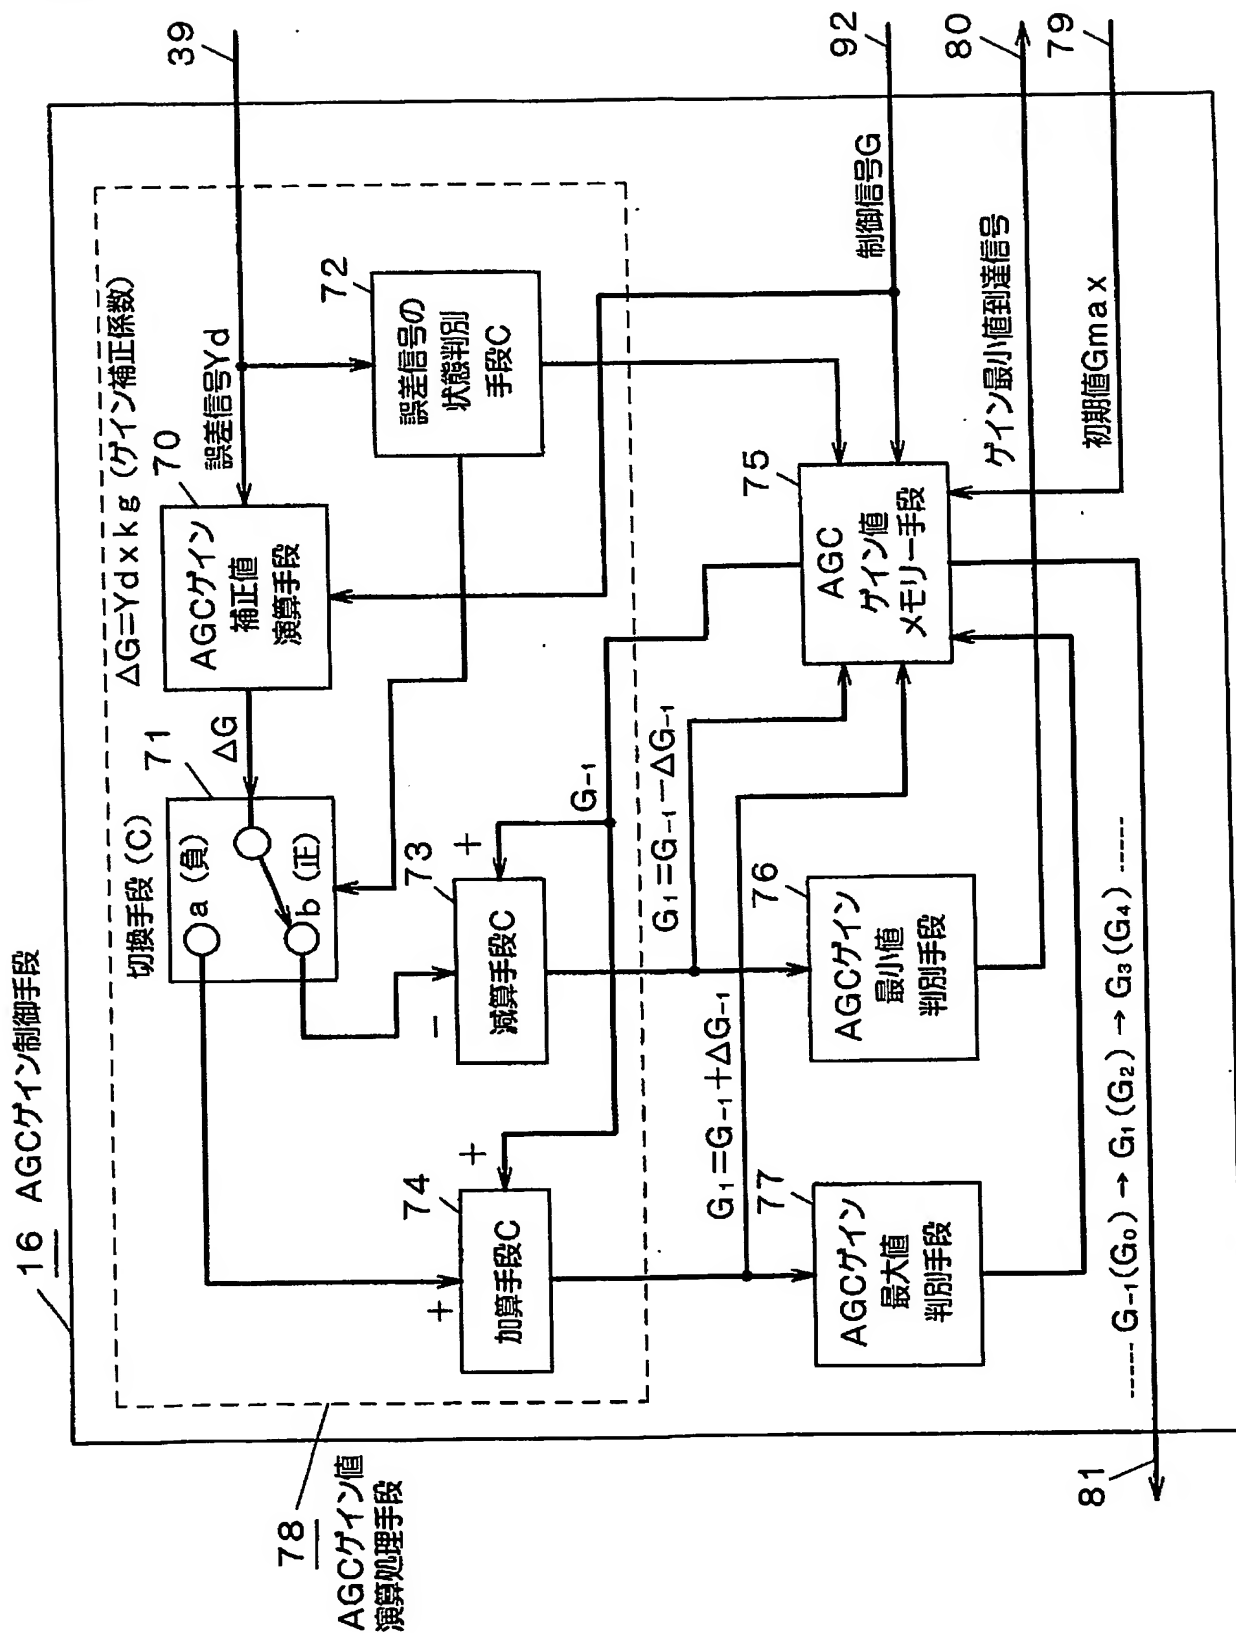 16 AGCゲイン制御手段
78
AGCゲイン値
演算処理手段
切換手段(C)
71
a(負)
b(正)
ΔG
ΔG=Yd×kg(ゲイン補正係数)
70
AGCゲイン
補正値
演算手段
誤差信号Yd
39
72
誤差信号の
状態判別
手段C
74
+
+
加算手段C
73
-
+
減算手段C
G-1
G1=G-1+ΔG-1
G1=G-1-ΔG-1
77
AGCゲイン
最大値
判別手段
76
AGCゲイン
最小値
判別手段
75
AGC
ゲイン値
メモリー手段
制御信号G
92
ゲイン最小値到達信号
80
初期値Gmax
79
----- G-1(G0)→G1(G2)→G3(G4) -----
81